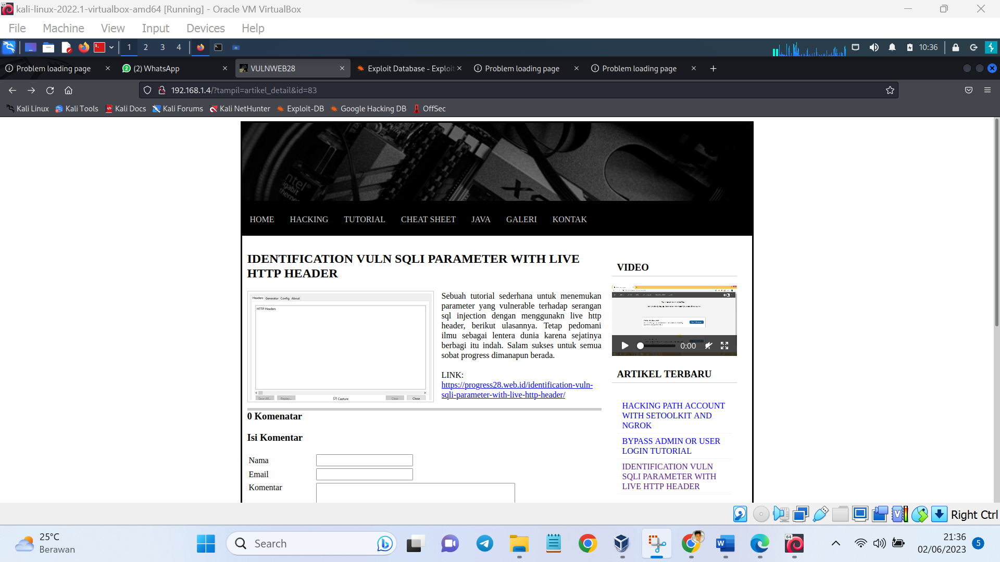 kali-linux-2022.1-virtualbox-amd64 [Running] - Oracle VM VirtualBox
File Machine View Input Devices Help
1 2 3 4 10:36
Problem loading page (2) WhatsApp VULNWEB28 Exploit Database - Exploit Problem loading page Problem loading page
192.168.1.4/?tampil=artikel_detail&id=83
Kali Linux Kali Tools Kali Docs Kali Forums Kali NetHunter Exploit-DB Google Hacking DB OffSec
HOME HACKING TUTORIAL CHEAT SHEET JAVA GALERI KONTAK
IDENTIFICATION VULN SQLI PARAMETER WITH LIVE
HTTP HEADER
Headers Generator Config About
HTTP Headers
Save All... Replay... Capture Clear Close
Sebuah tutorial sederhana untuk menemukan
parameter yang vulnerable terhadap serangan
sql injection dengan menggunakn live http
header, berikut ulasannya. Tetap pedomani
ilmu sebagai lentera dunia karena sejatinya
berbagi itu indah. Salam sukses untuk semua
sobat progress dimanapun berada.
LINK:
https://progress28.web.id/identification-vuln-
sqli-parameter-with-live-http-header/
0 Komenatar
Isi Komentar
Nama
Email
Komentar
VIDEO
0:00
ARTIKEL TERBARU
HACKING PATH ACCOUNT
WITH SETOOLKIT AND
NGROK
BYPASS ADMIN OR USER
LOGIN TUTORIAL
IDENTIFICATION VULN
SQLI PARAMETER WITH
LIVE HTTP HEADER
Right Ctrl
25°C
Berawan
Search
21:36
02/06/2023
5